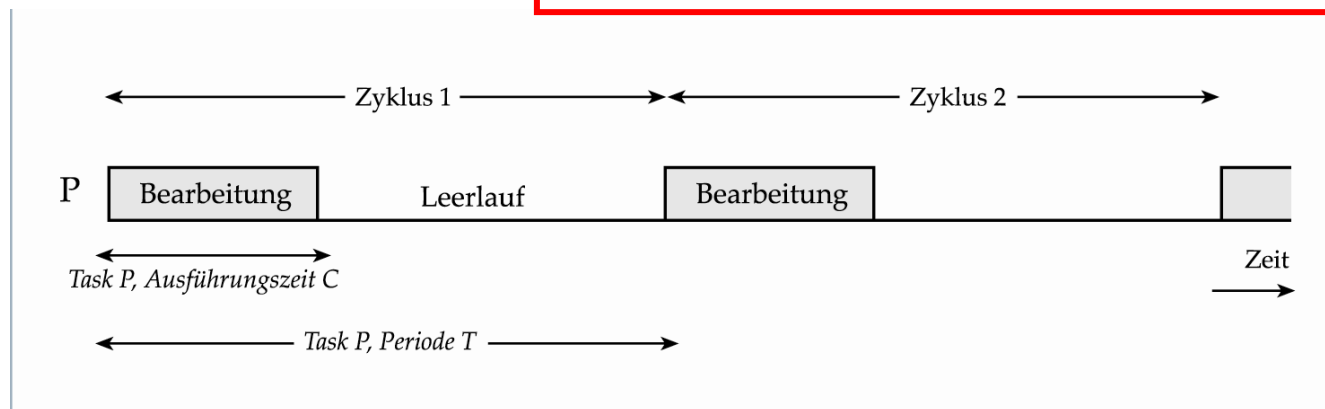 Zyklus 1 Zyklus 2
P Bearbeitung Leerlauf Bearbeitung
Zeit
Task P, Ausführungszeit C
Task P, Periode T